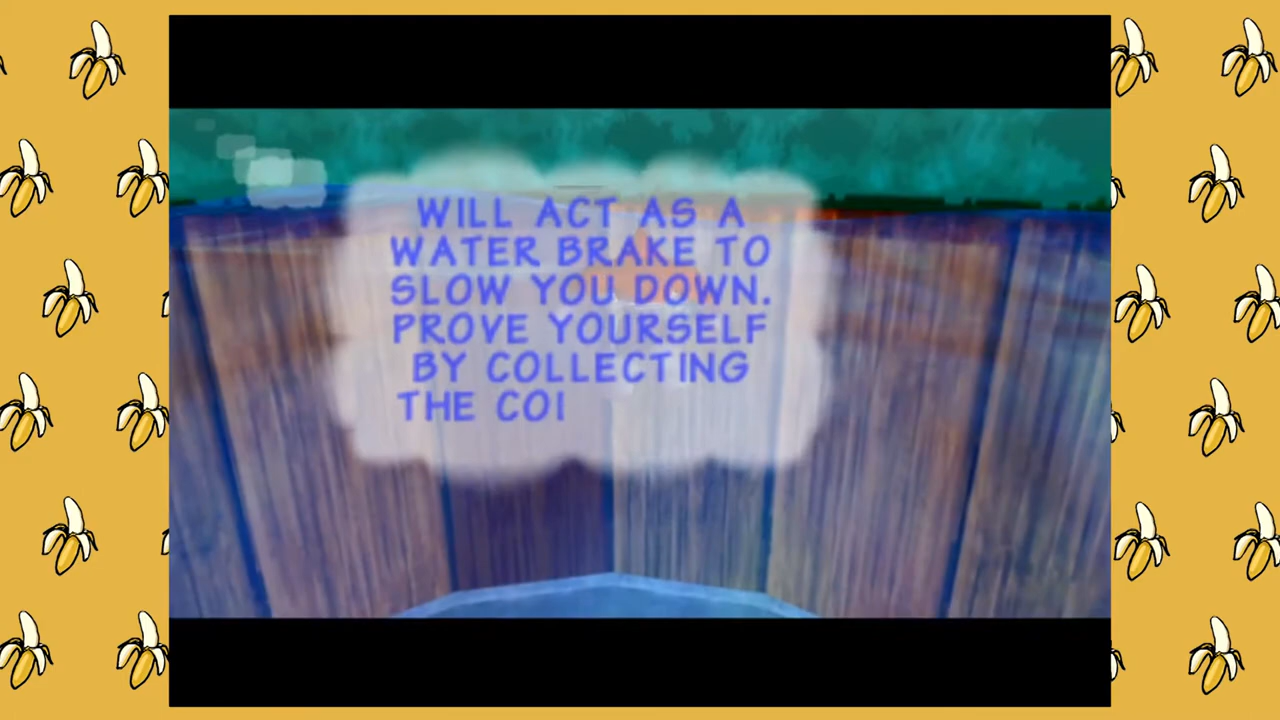 WILL ACT AS A
WATER BRAKE TO
SLOW YOU DOWN.
PROVE YOURSELF
BY COLLECTING
THE COI